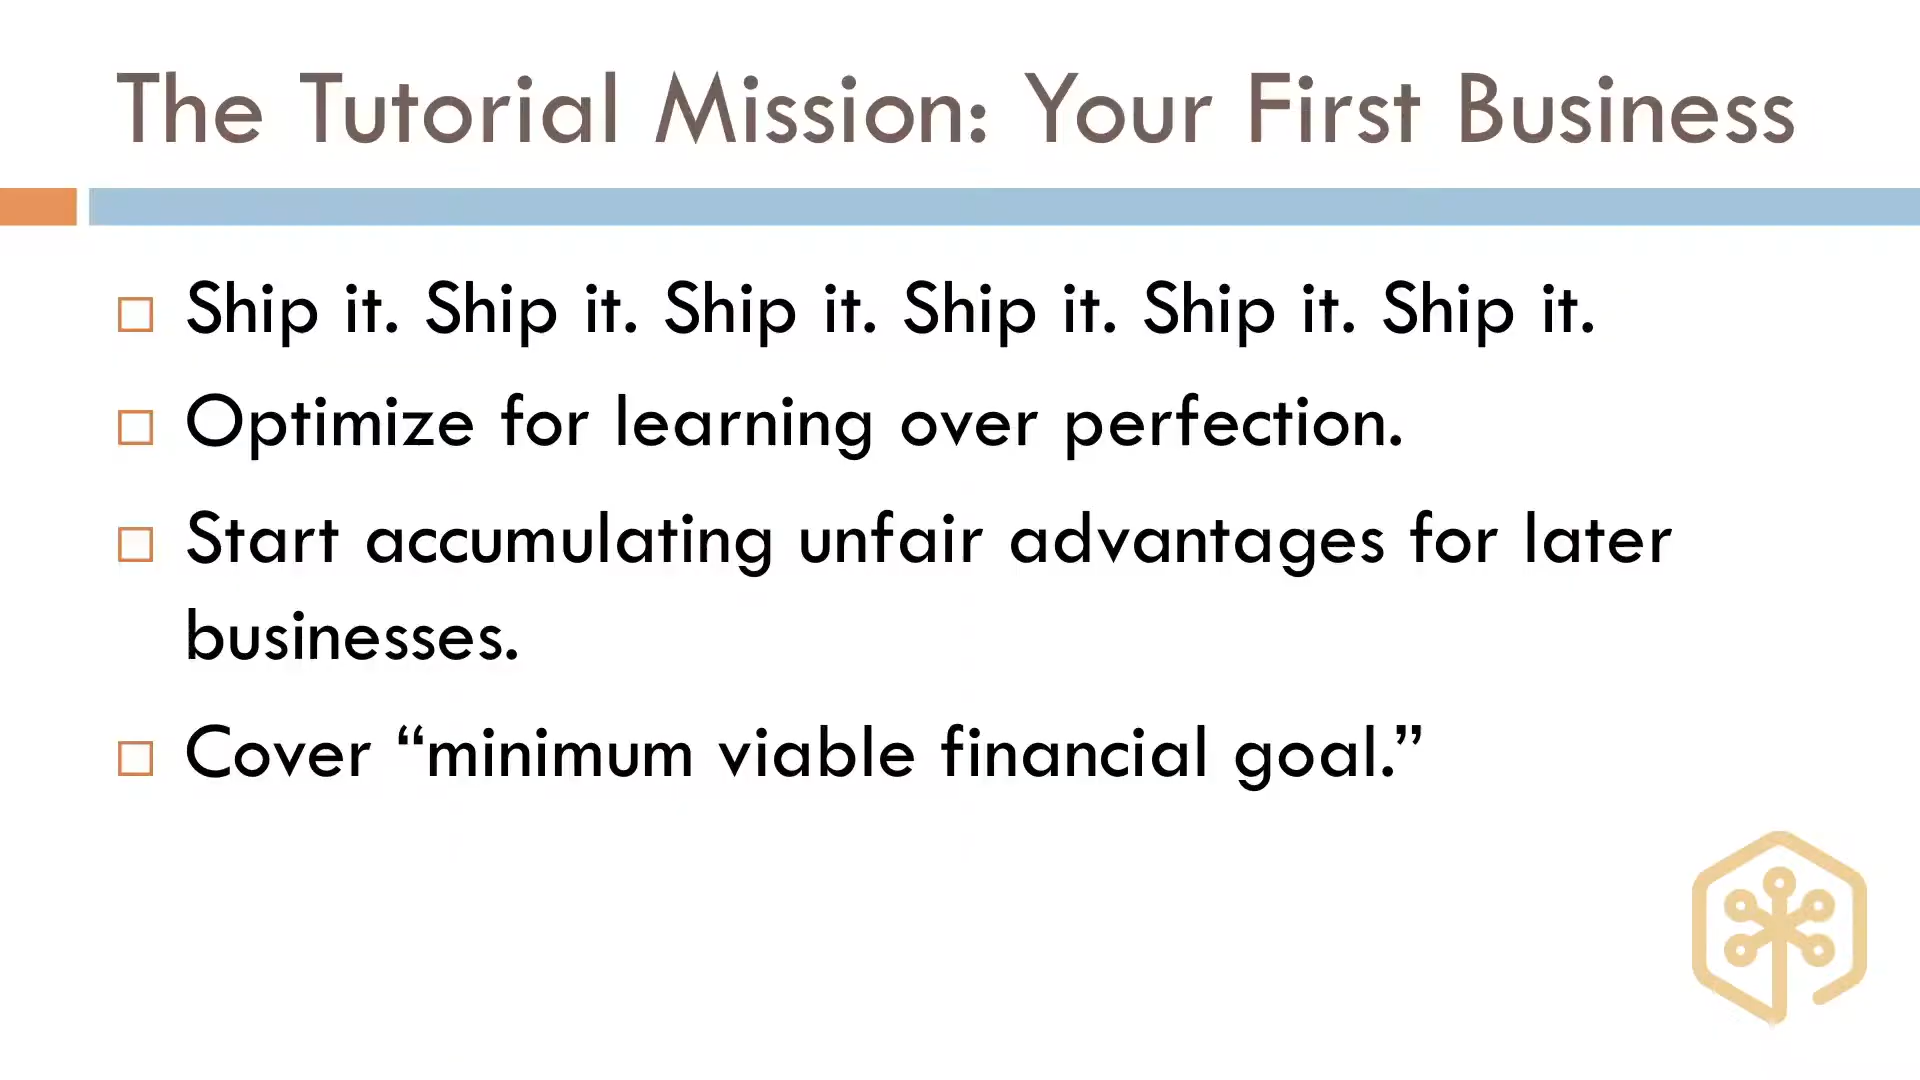 The Tutorial Mission: Your First Business
Ship it. Ship it. Ship it. Ship it. Ship it. Ship it.
Optimize for learning over perfection.
Start accumulating unfair advantages for later
businesses.
Cover “minimum viable financial goal.”